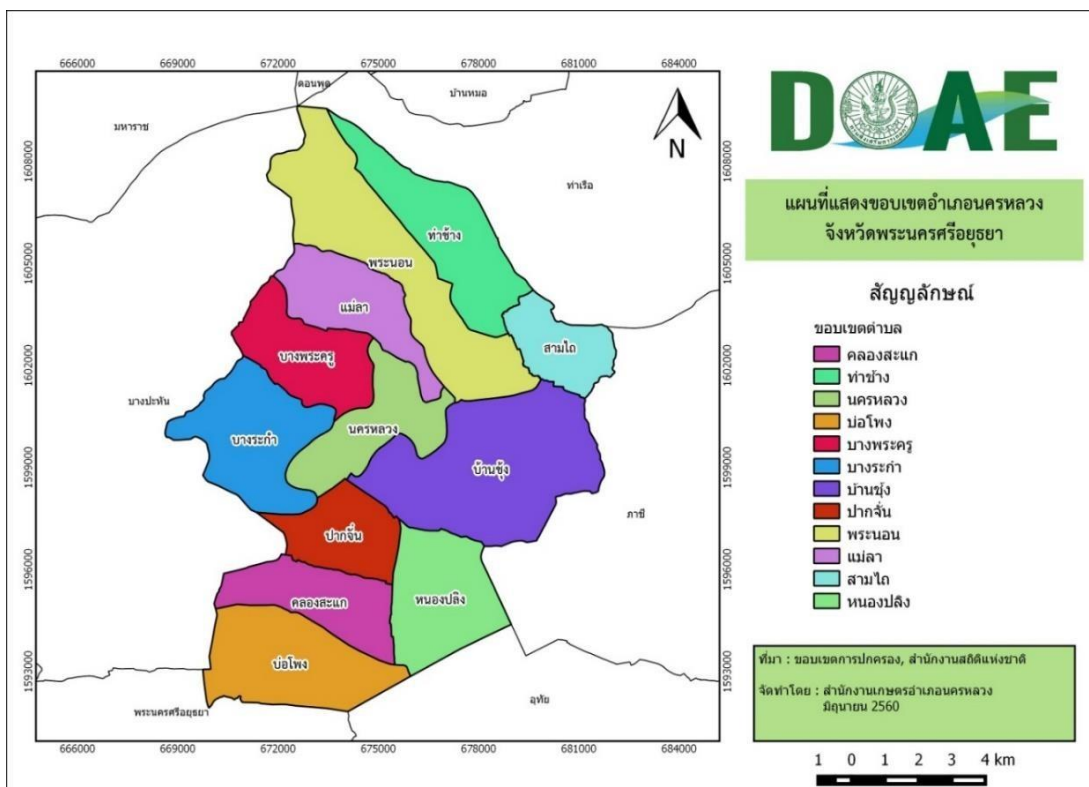 666000 669000 672000 675000 678000 681000 684000
ดอนพุด
บ้านหมอ
มหาราช
N
1608000
1608000
ท่าเรือ
ท่าช้าง
พระนอน
1605000
1605000
แม่ลา
สามไถ
บางพระครู
1602000
1602000
บางปะหัน
นครหลวง
บางระกำ
บ้านชุ้ง
1599000
1599000
ภาชี
ปากจั่น
1596000
1596000
คลองสะแก
หนองปลิง
บ่อโพง
1593000
1593000
พระนครศรีอยุธยา
อุทัย
666000 669000 672000 675000 678000 681000 684000
DOAE
แผนที่แสดงขอบเขตอำเภอนครหลวง
จังหวัดพระนครศรีอยุธยา
สัญญลักษณ์
ขอบเขตตำบล
คลองสะแก
ท่าช้าง
นครหลวง
บ่อโพง
บางพระครู
บางระกำ
บ้านชุ้ง
ปากจั่น
พระนอน
แม่ลา
สามไถ
หนองปลิง
ที่มา : ขอบเขตการปกครอง, สำนักงานสถิติแห่งชาติ
จัดทำโดย : สำนักงานเกษตรอำเภอนครหลวง
มิถุนายน 2560
1 0 1 2 3 4 km